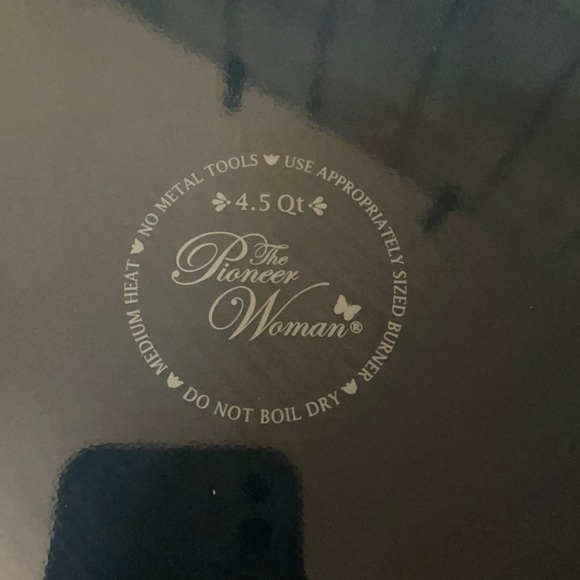 NO METAL TOOLS
USE APPROPRIATELY SIZED BURNER
DO NOT BOIL DRY
MEDIUM HEAT
4.5 Qt
The
Pioneer
Woman®